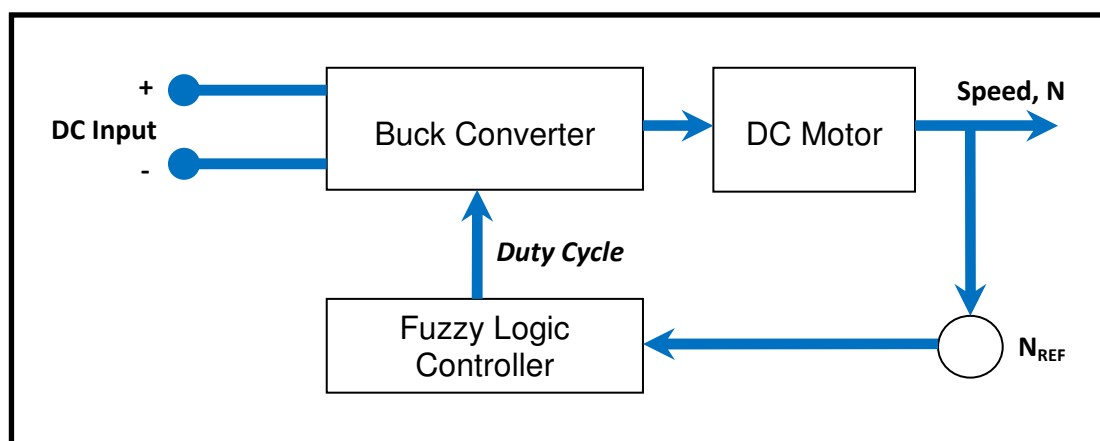 +
DC Input
-
Buck Converter
DC Motor
Speed, N
Duty Cycle
Fuzzy Logic
Controller
NREF